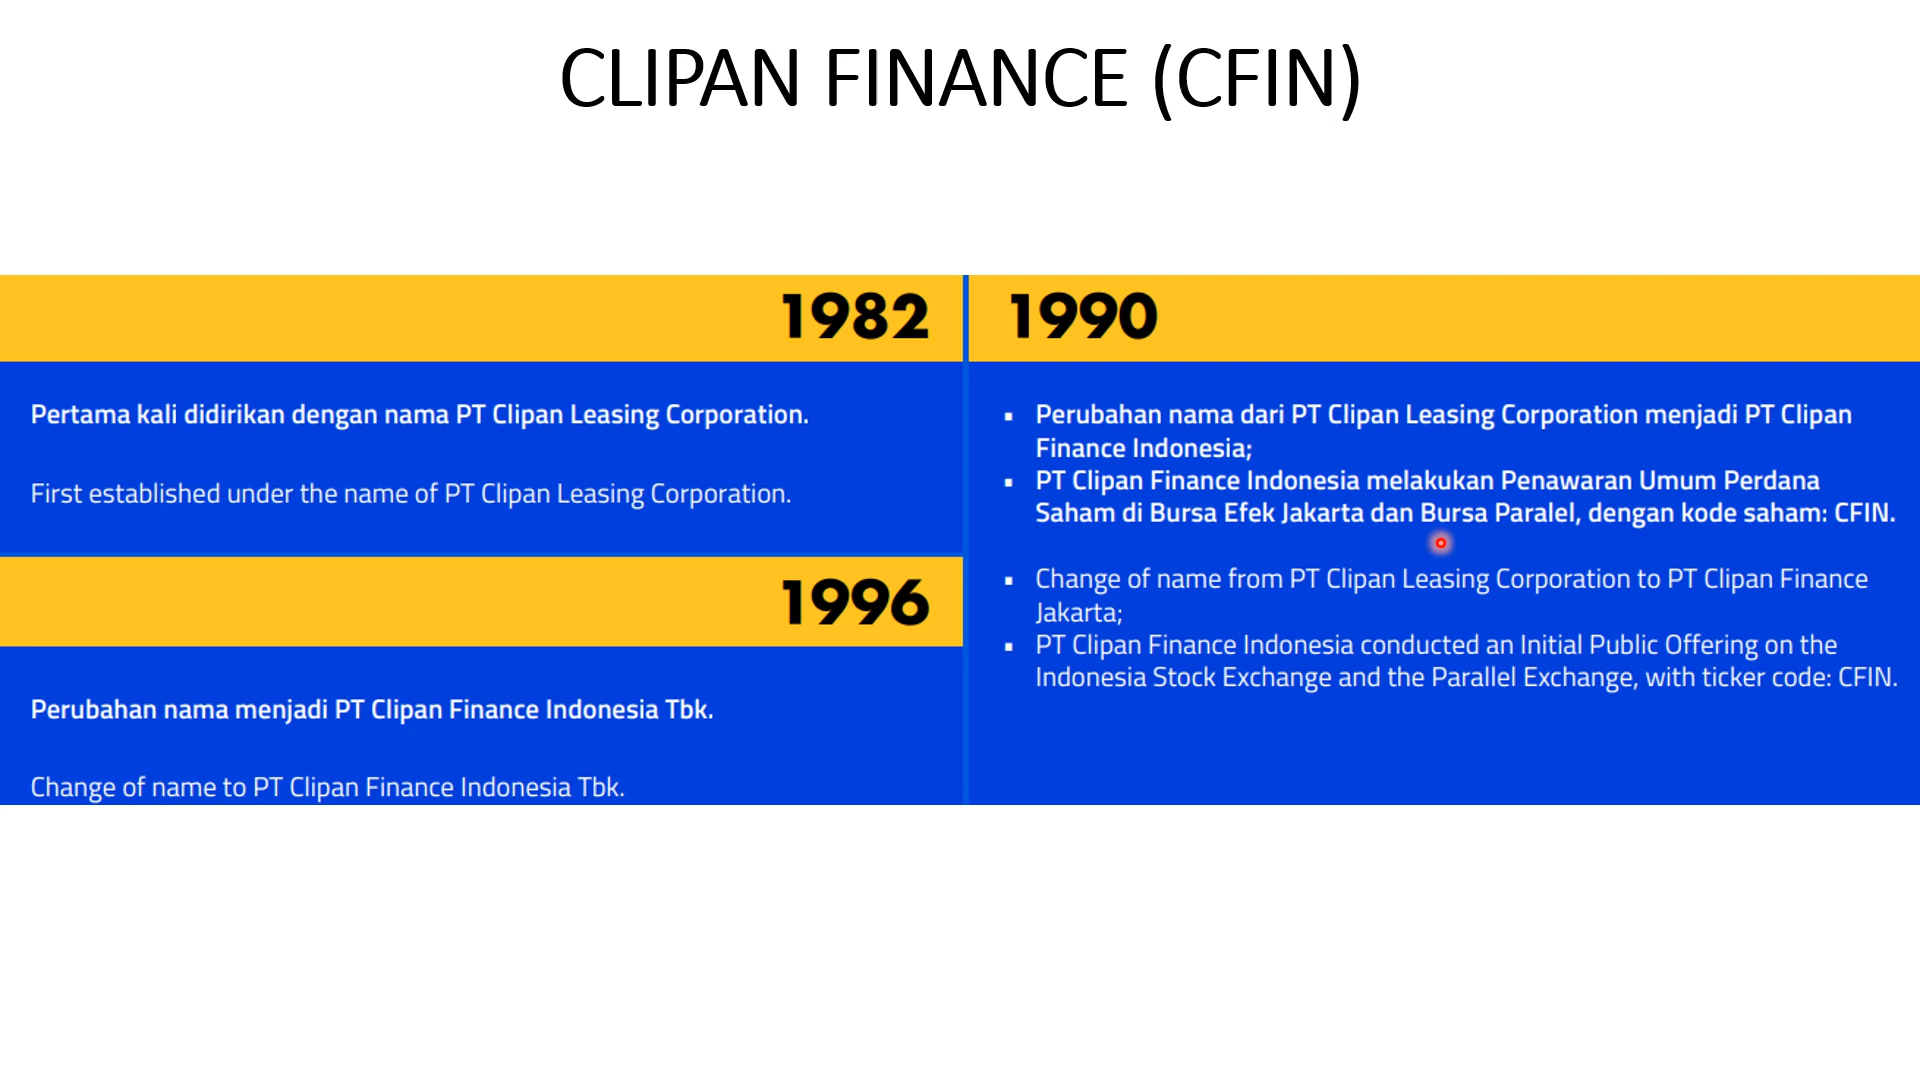 CLIPAN FINANCE (CFIN)
1982
Pertama kali didirikan dengan nama PT Clipan Leasing Corporation.
First established under the name of PT Clipan Leasing Corporation.
1996
Perubahan nama menjadi PT Clipan Finance Indonesia Tbk.
Change of name to PT Clipan Finance Indonesia Tbk.
1990
▪ Perubahan nama dari PT Clipan Leasing Corporation menjadi PT Clipan
Finance Indonesia;
▪ PT Clipan Finance Indonesia melakukan Penawaran Umum Perdana
Saham di Bursa Efek Jakarta dan Bursa Paralel, dengan kode saham: CFIN.
▪ Change of name from PT Clipan Leasing Corporation to PT Clipan Finance
Jakarta;
▪ PT Clipan Finance Indonesia conducted an Initial Public Offering on the
Indonesia Stock Exchange and the Parallel Exchange, with ticker code: CFIN.